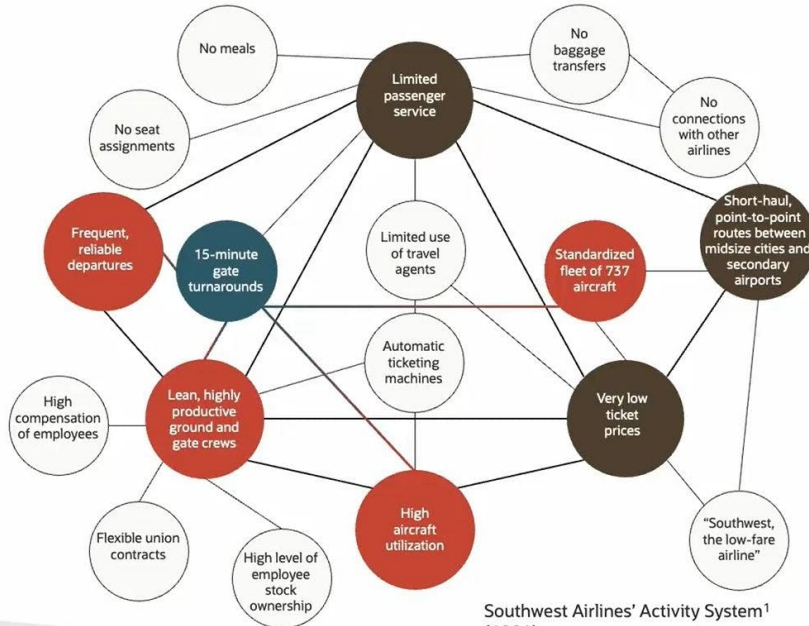 No meals
No
baggage
transfers
Limited
passenger
service
No
connections
with other
airlines
No seat
assignments
Short-haul,
point-to-point
routes between
midsize cities and
secondary
airports
Frequent,
reliable
departures
15-minute
gate
turnarounds
Limited use
of travel
agents
Standardized
fleet of 737
aircraft
Automatic
ticketing
machines
High
compensation
of employees
Lean, highly
productive
ground and
gate crews
Very low
ticket
prices
High
aircraft
utilization
Flexible union
contracts
High level of
employee
stock
ownership
"Southwest,
the low-fare
airline"
Southwest Airlines' Activity System¹